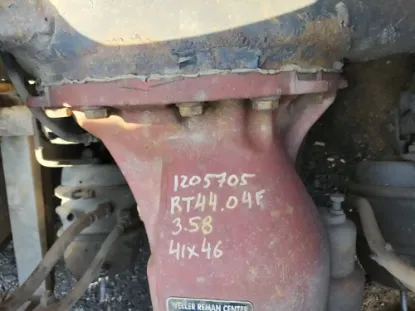 1205705
RT44.04F
3.58
41x46
WELLER REMAN CENTER